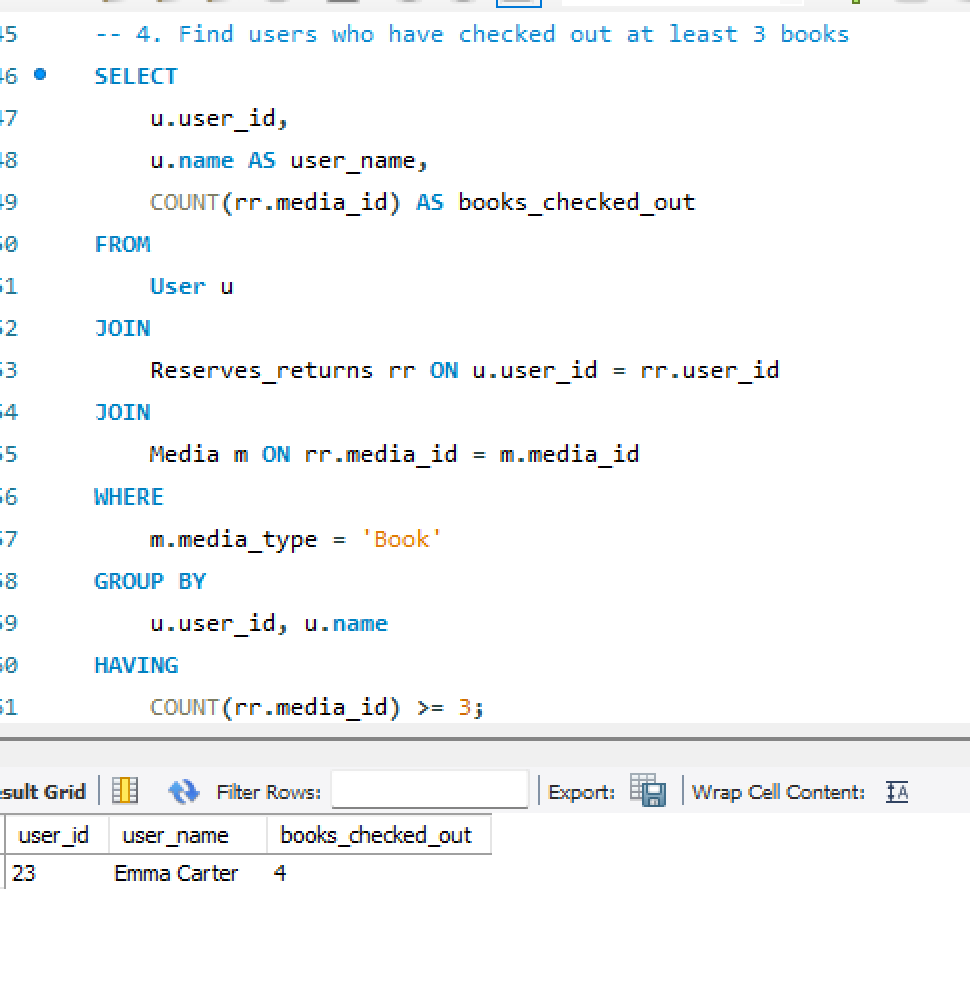 45 -- 4. Find users who have checked out at least 3 books
46 SELECT
47 u.user_id,
48 u.name AS user_name,
49 COUNT(rr.media_id) AS books_checked_out
50 FROM
51 User u
52 JOIN
53 Reserves_returns rr ON u.user_id = rr.user_id
54 JOIN
55 Media m ON rr.media_id = m.media_id
56 WHERE
57 m.media_type = 'Book'
58 GROUP BY
59 u.user_id, u.name
60 HAVING
61 COUNT(rr.media_id) >= 3;
sult Grid Filter Rows: Export: Wrap Cell Content: IA
user_id user_name books_checked_out
23 Emma Carter 4